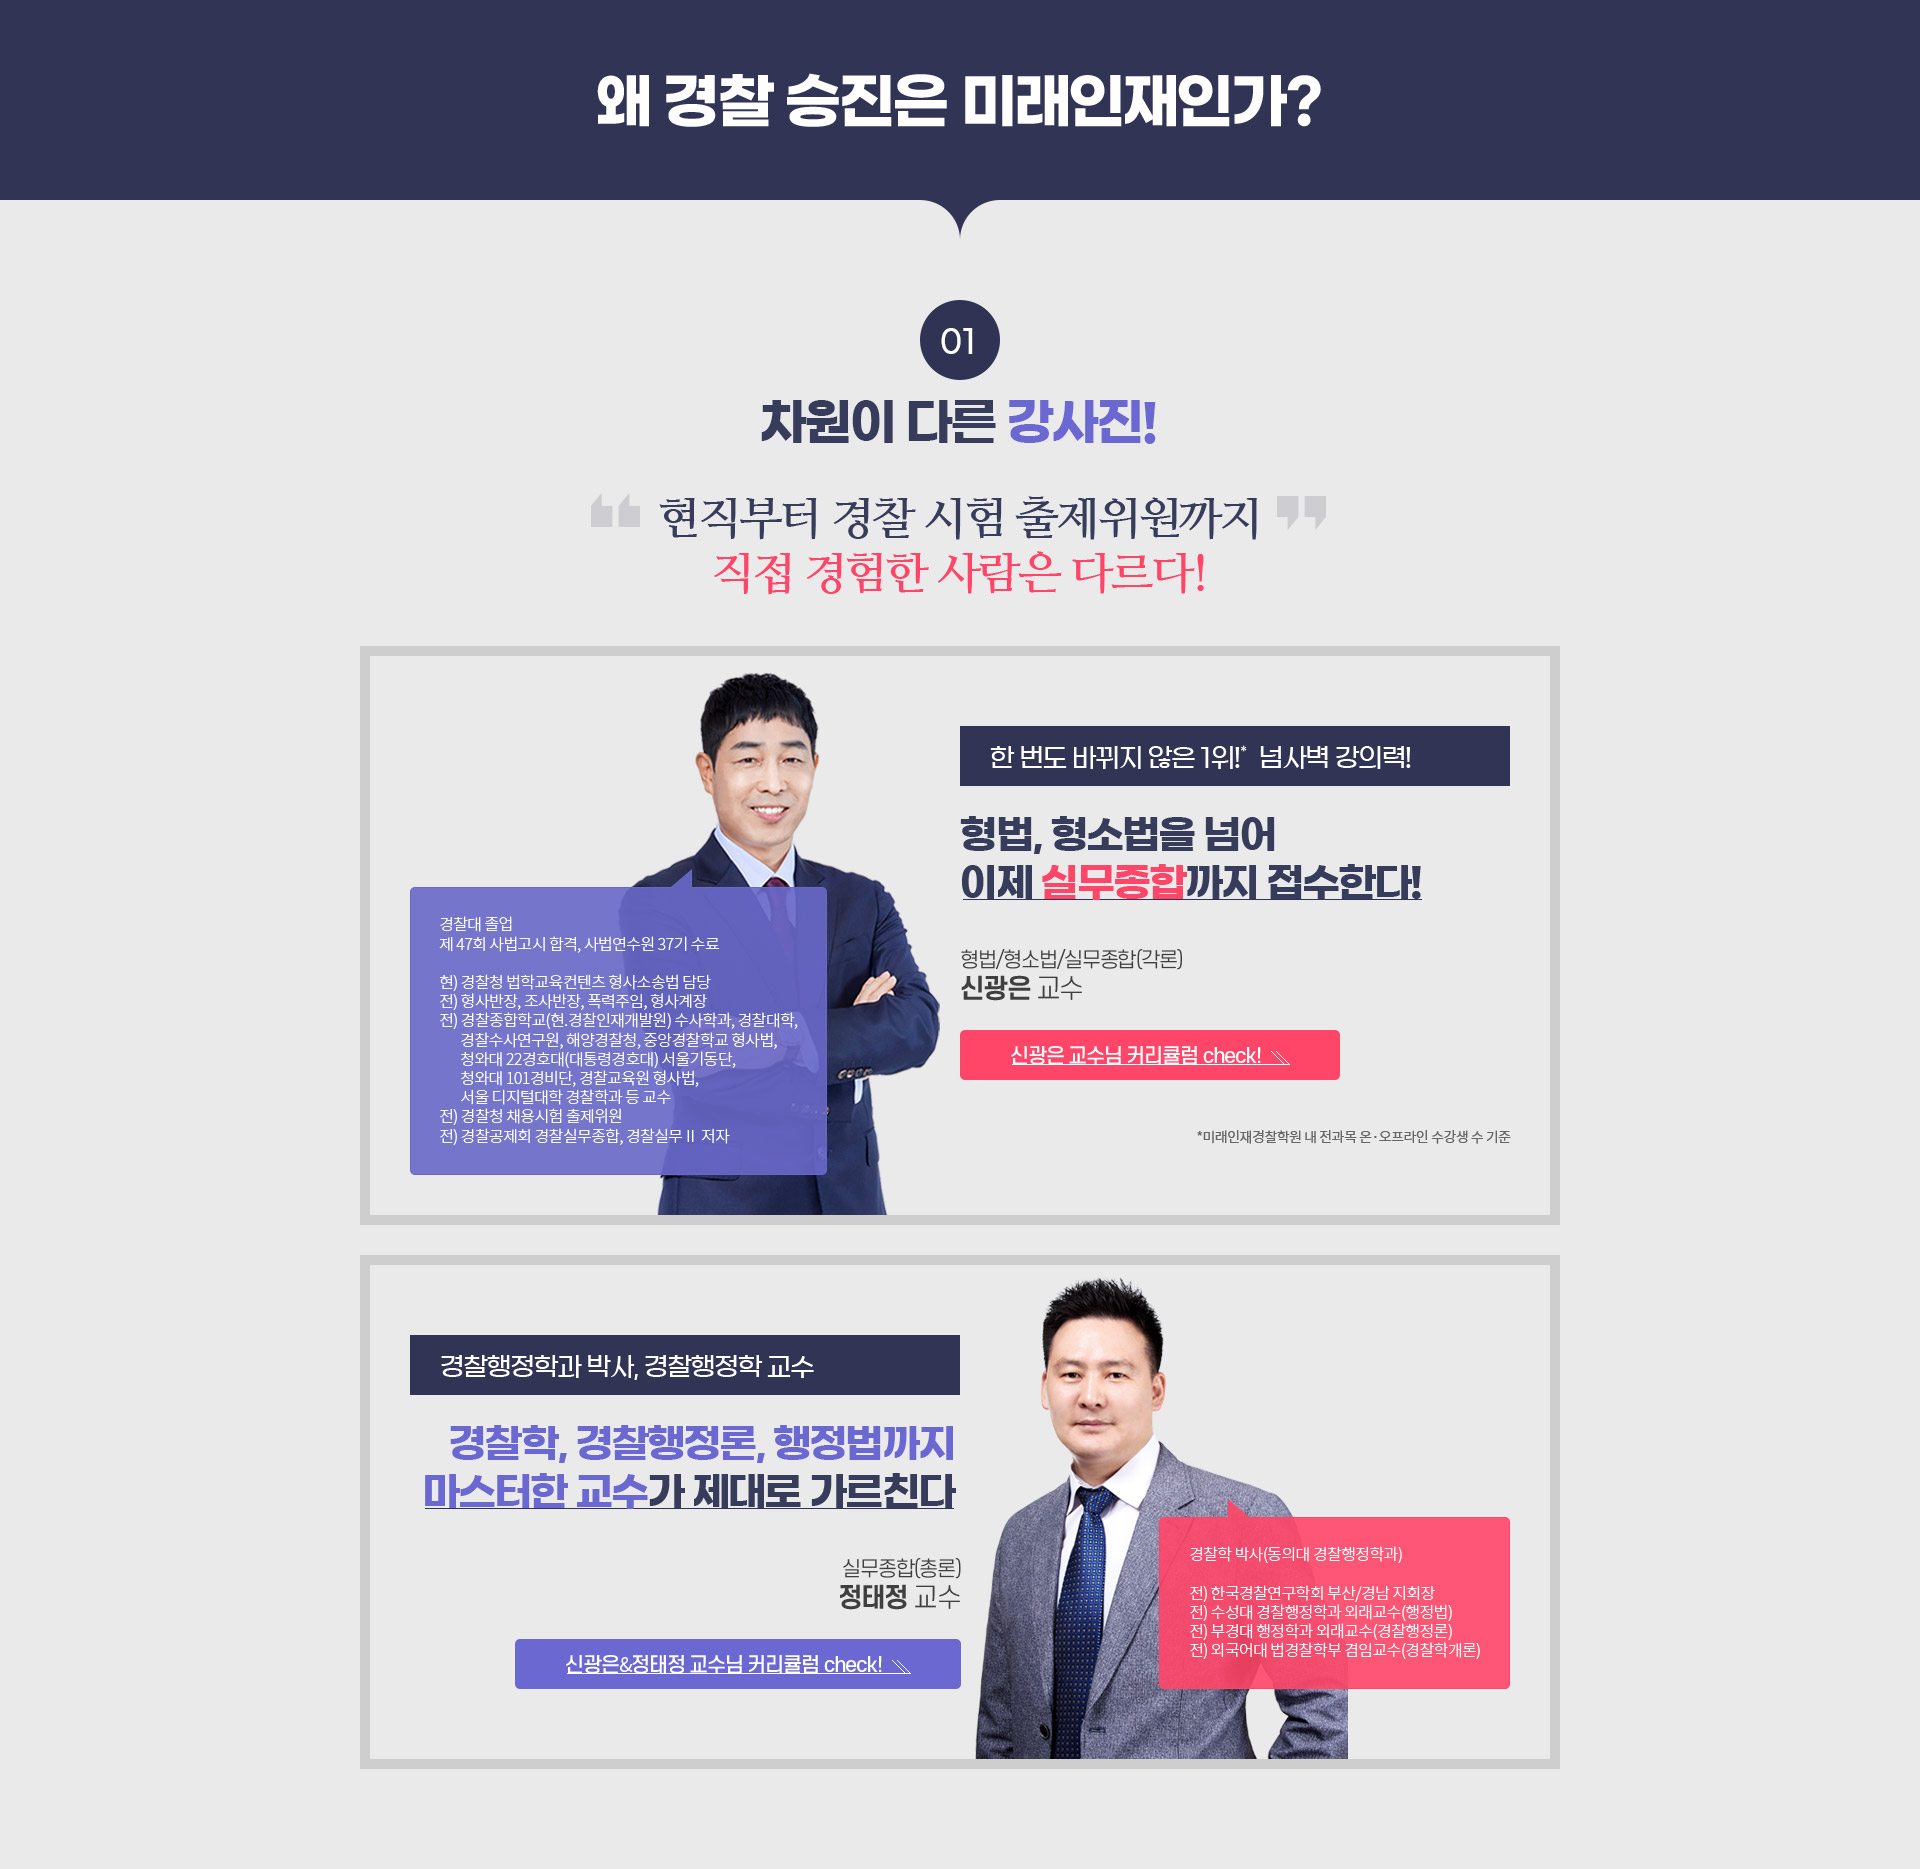 왜 경찰 승진은 미래인재인가?
01
차원이 다른 강사진!
현직부터 경찰 시험 출제위원까지
직접 경험한 사람은 다르다!
한 번도 바뀌지 않은 1위!* 넘사벽 강의력!
형법, 형소법을 넘어
이제 실무종합까지 접수한다!
형법/형소법/실무종합(각론)
신광은 교수
신광은 교수님 커리큘럼 check!
*미래인재경찰학원 내 전과목 온·오프라인 수강생 수 기준
경찰대 졸업
제 47회 사법고시 합격, 사법연수원 37기 수료
현) 경찰청 법학교육컨텐츠 형사소송법 담당
전) 형사반장, 조사반장, 폭력주임, 형사계장
전) 경찰종합학교(현.경찰인재개발원) 수사학과, 경찰대학,
경찰수사연구원, 해양경찰청, 중앙경찰학교 형사법,
청와대 22경호대(대통령경호대) 서울기동단,
청와대 101경비단, 경찰교육원 형사법,
서울 디지털대학 경찰학과 등 교수
전) 경찰청 채용시험 출제위원
전) 경찰공제회 경찰실무종합, 경찰실무 II 저자
경찰행정학과 박사, 경찰행정학 교수
경찰학, 경찰행정론, 행정법까지
마스터한 교수가 제대로 가르친다
실무종합(총론)
정태정 교수
신광은&정태정 교수님 커리큘럼 check!
경찰학 박사(동의대 경찰행정학과)
전) 한국경찰연구학회 부산/경남 지회장
전) 수성대 경찰행정학과 외래교수(행정법)
전) 부경대 행정학과 외래교수(경찰행정론)
전) 외국어대 법경찰학부 겸임교수(경찰학개론)